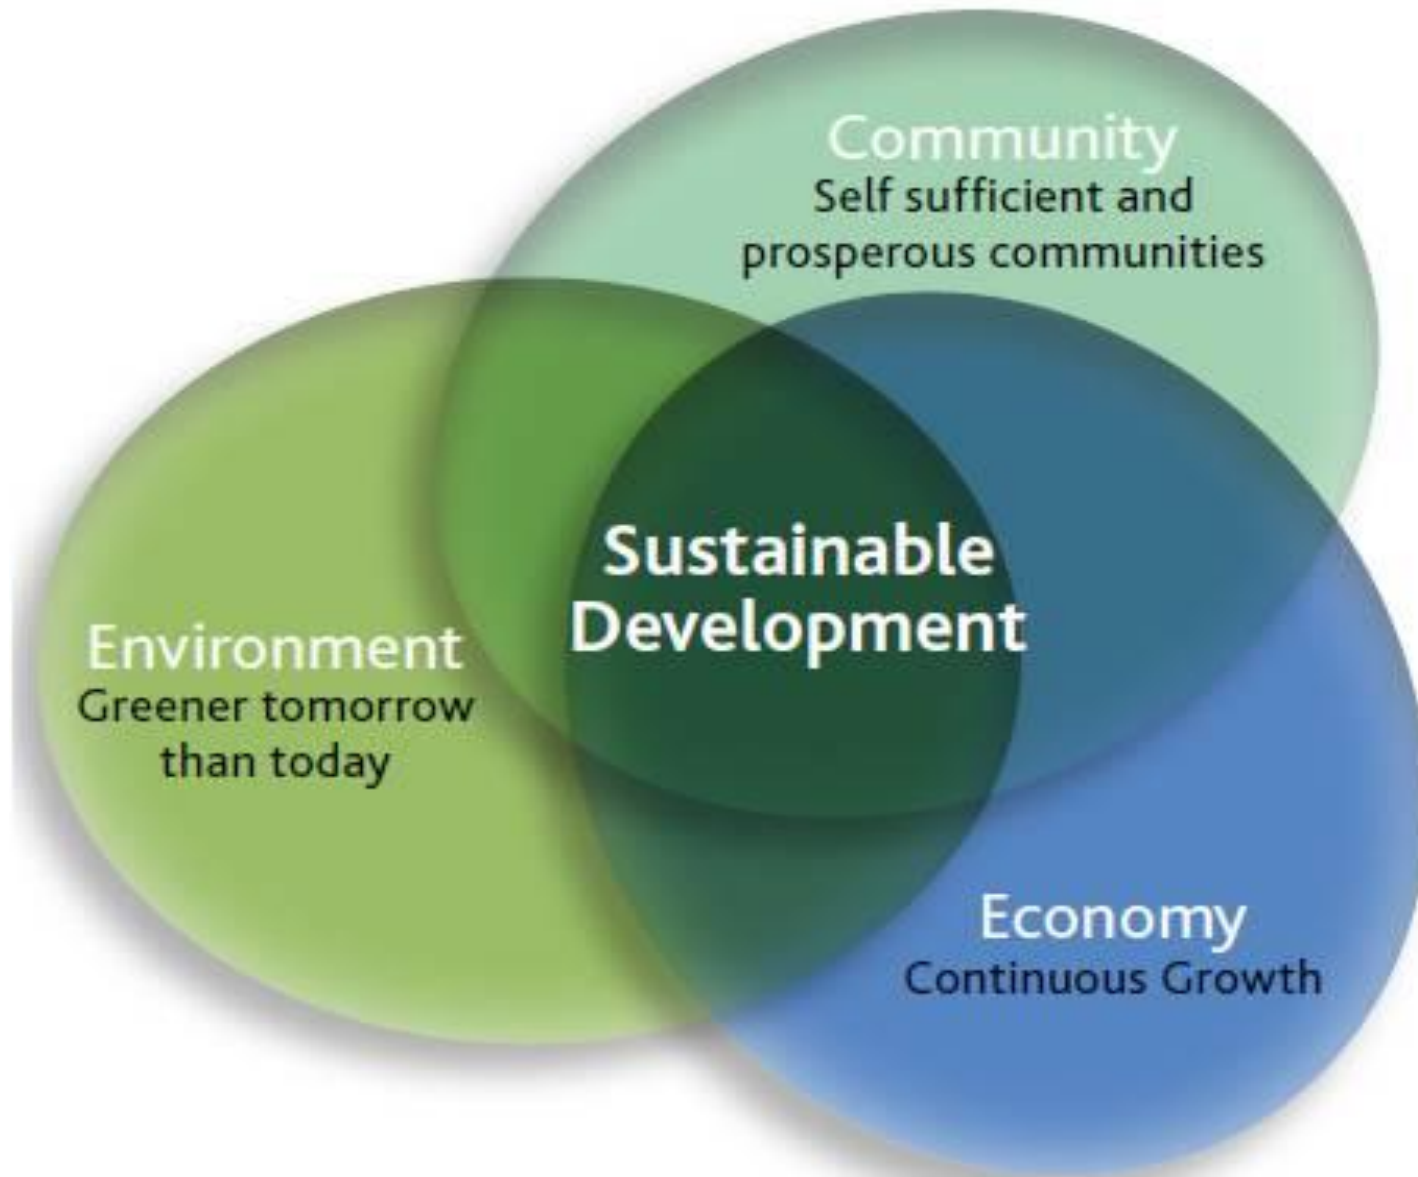 Community
Self sufficient and
prosperous communities
Sustainable
Development
Environment
Greener tomorrow
than today
Economy
Continuous Growth